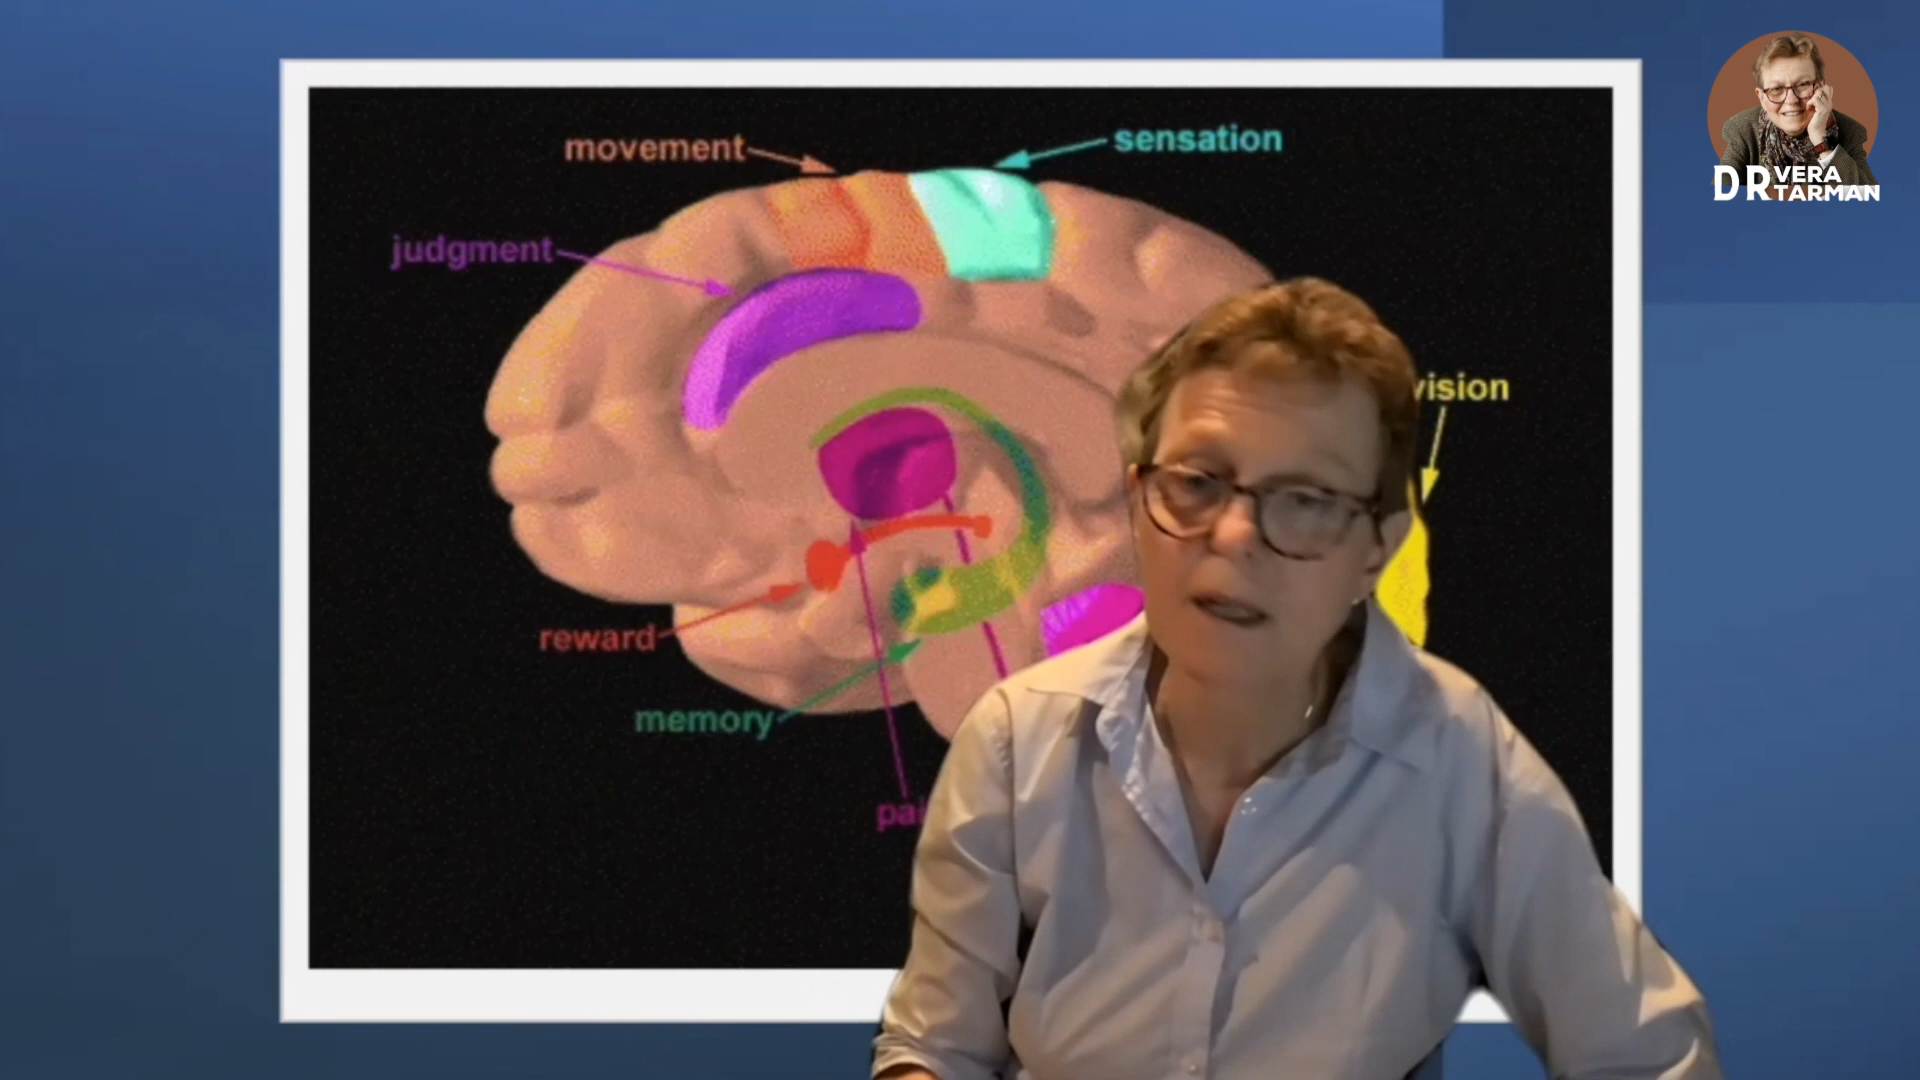 movement
sensation
judgment
vision
reward
memory
DR VERA
TARMAN